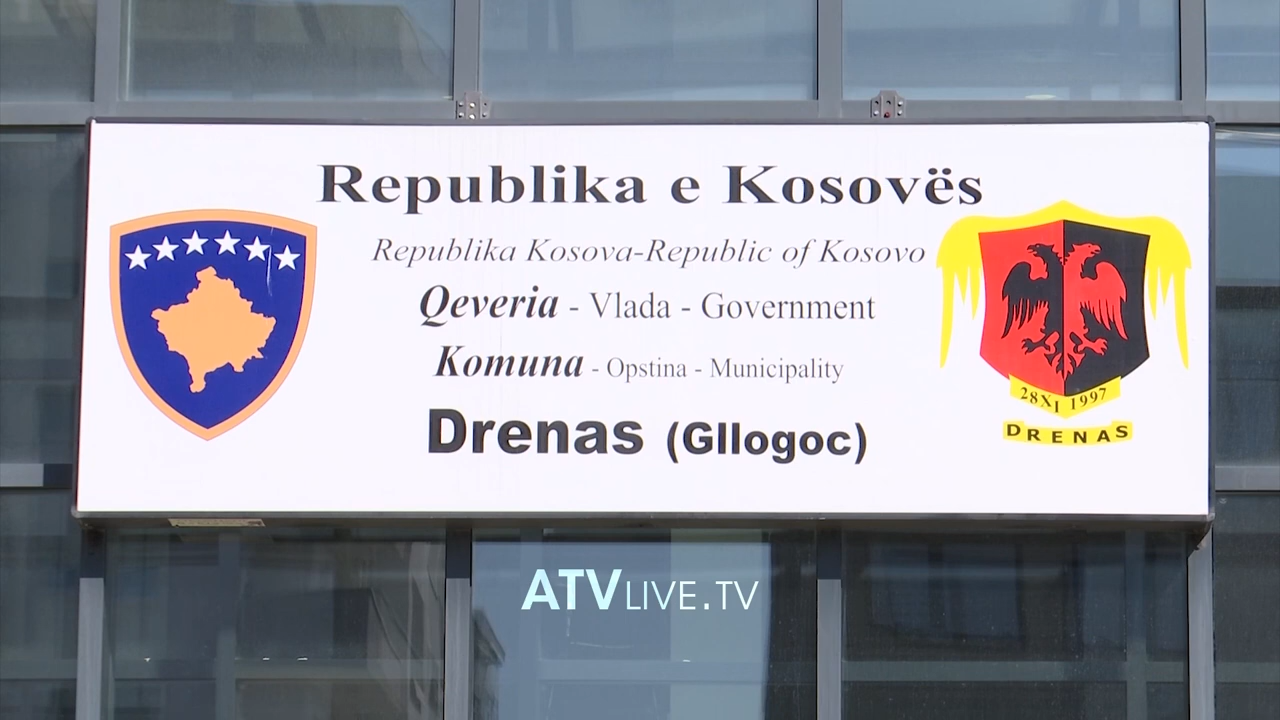 Republika e Kosovës
Republika Kosova-Republic of Kosovo
Qeveria - Vlada - Government
Komuna - Opstina - Municipality
Drenas (Gllogoc)
28XI 1997
DRENAS
ATVLIVE.TV